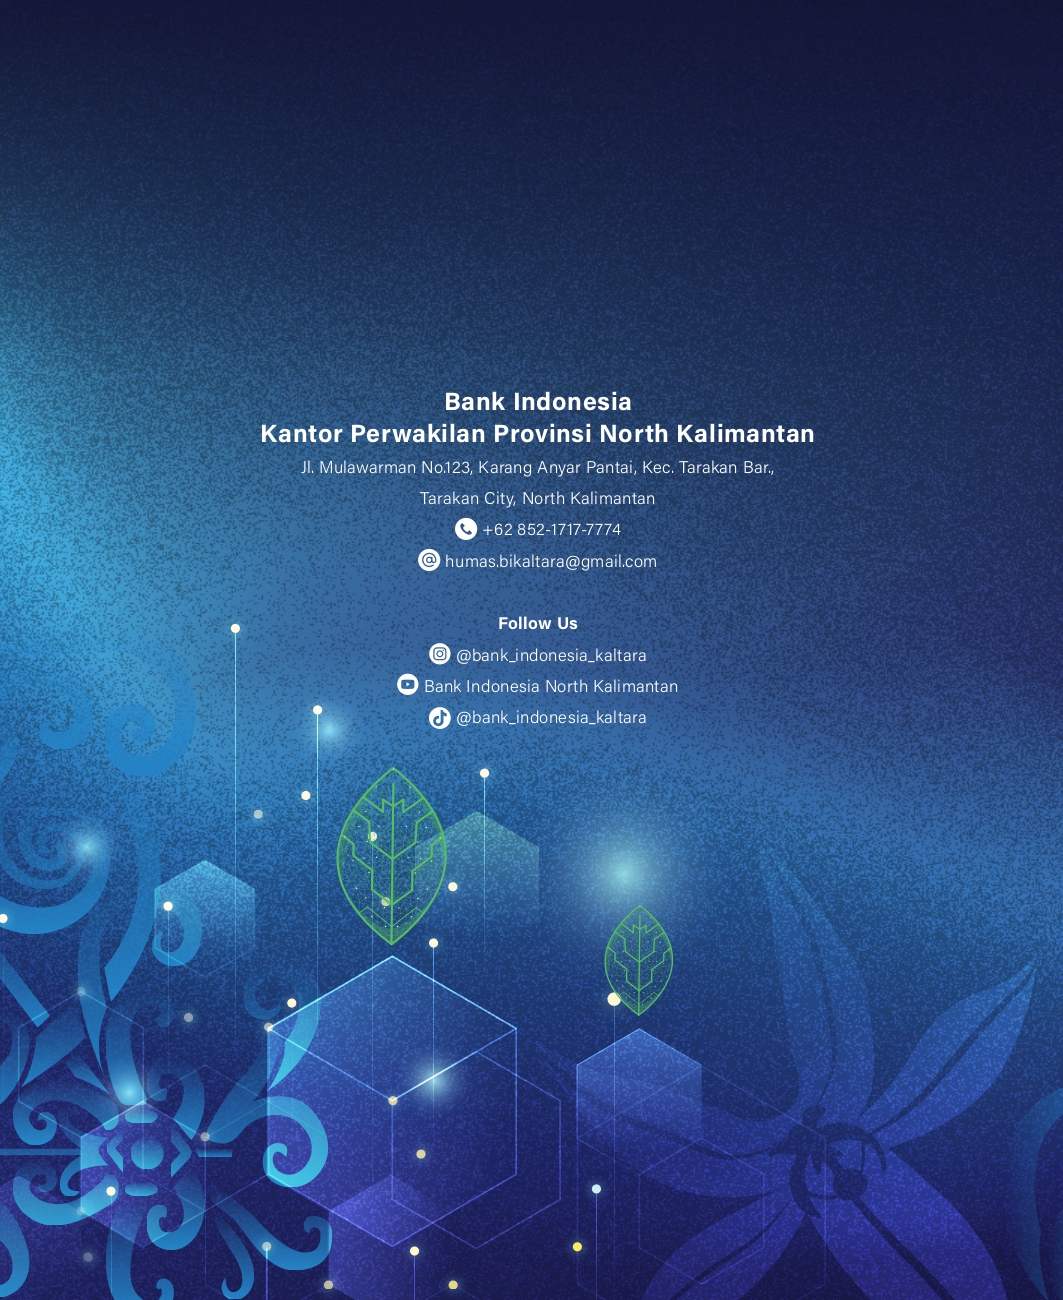 Bank Indonesia
Kantor Perwakilan Provinsi North Kalimantan
Jl. Mulawarman No.123, Karang Anyar Pantai, Kec. Tarakan Bar.,
Tarakan City, North Kalimantan
+62 852-1717-7774
humas.bikaltara@gmail.com
Follow Us
@bank_indonesia_kaltara
Bank Indonesia North Kalimantan
@bank_indonesia_kaltara